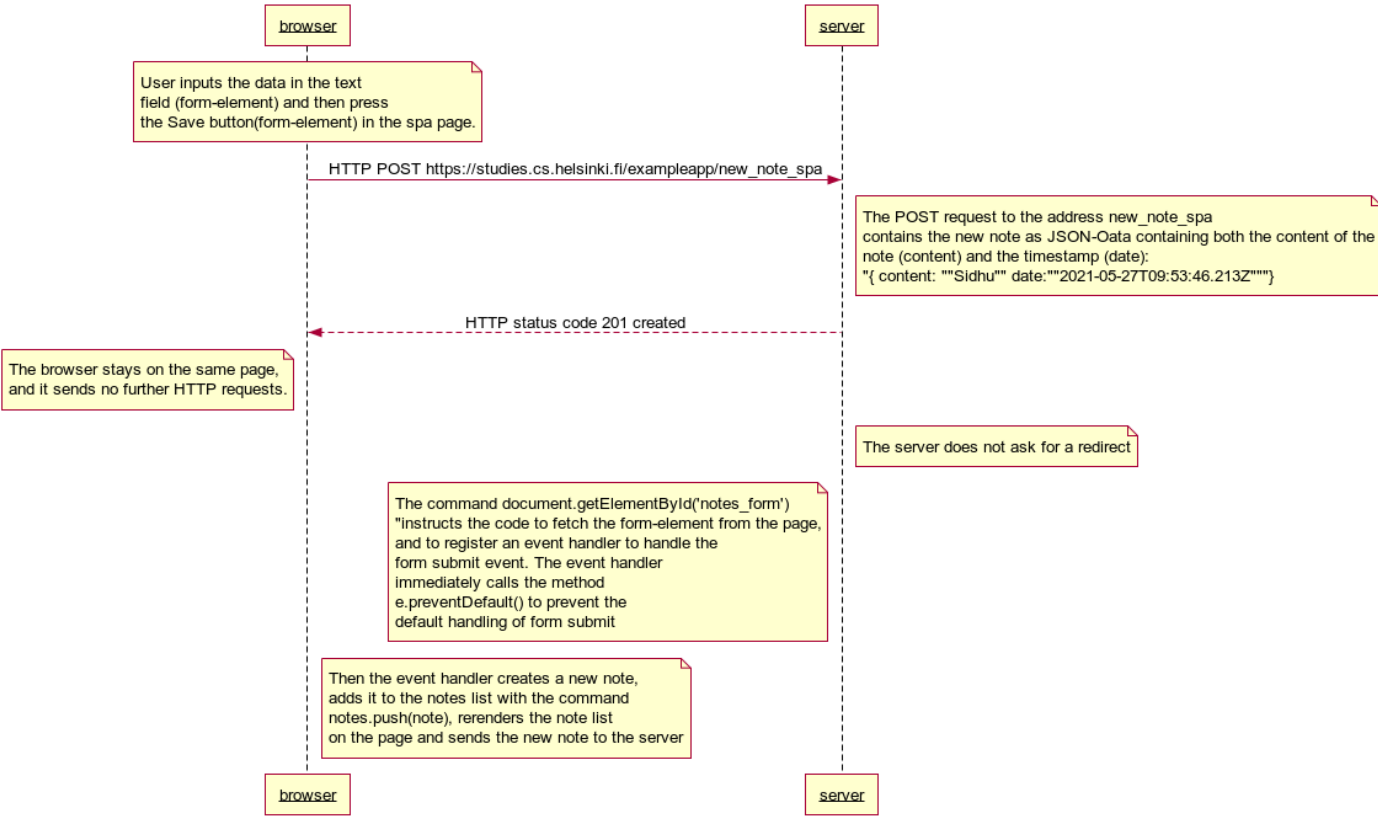 browser
server
User inputs the data in the text
field (form-element) and then press
the Save button(form-element) in the spa page.
HTTP POST https://studies.cs.helsinki.fi/exampleapp/new_note_spa
The POST request to the address new_note_spa
contains the new note as JSON-Oata containing both the content of the
note (content) and the timestamp (date):
"{ content: ""Sidhu"" date:""2021-05-27T09:53:46.213Z"""}
HTTP status code 201 created
The browser stays on the same page,
and it sends no further HTTP requests.
The server does not ask for a redirect
The command document.getElementById('notes_form')
"instructs the code to fetch the form-element from the page,
and to register an event handler to handle the
form submit event. The event handler
immediately calls the method
e.preventDefault() to prevent the
default handling of form submit
Then the event handler creates a new note,
adds it to the notes list with the command
notes.push(note), rerenders the note list
on the page and sends the new note to the server
browser
server